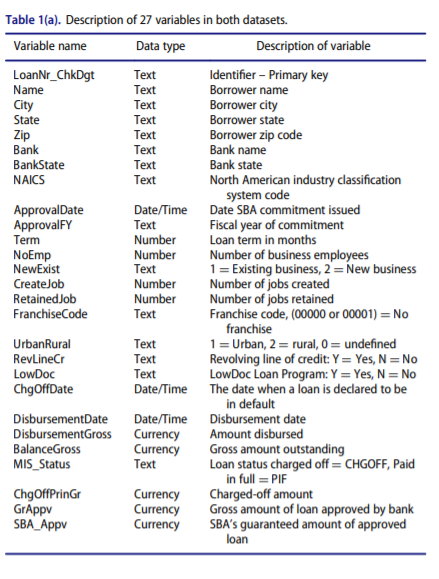 Table 1(a). Description of 27 variables in both datasets.
Variable name Data type Description of variable
LoanNr_ChkDgt Text Identifier – Primary key
Name Text Borrower name
City Text Borrower city
State Text Borrower state
Zip Text Borrower zip code
Bank Text Bank name
BankState Text Bank state
NAICS Text North American industry classification
system code
ApprovalDate Date/Time Date SBA commitment issued
ApprovalFY Text Fiscal year of commitment
Term Number Loan term in months
NoEmp Number Number of business employees
NewExist Text 1 = Existing business, 2 = New business
CreateJob Number Number of jobs created
RetainedJob Number Number of jobs retained
FranchiseCode Text Franchise code, (00000 or 00001) = No
franchise
UrbanRural Text 1 = Urban, 2 = rural, 0 = undefined
RevLineCr Text Revolving line of credit: Y = Yes, N = No
LowDoc Text LowDoc Loan Program: Y = Yes, N = No
ChgOffDate Date/Time The date when a loan is declared to be
in default
DisbursementDate Date/Time Disbursement date
DisbursementGross Currency Amount disbursed
BalanceGross Currency Gross amount outstanding
MIS_Status Text Loan status charged off = CHGOFF, Paid
in full = PIF
ChgOffPrinGr Currency Charged-off amount
GrAppv Currency Gross amount of loan approved by bank
SBA_Appv Currency SBA's guaranteed amount of approved
loan